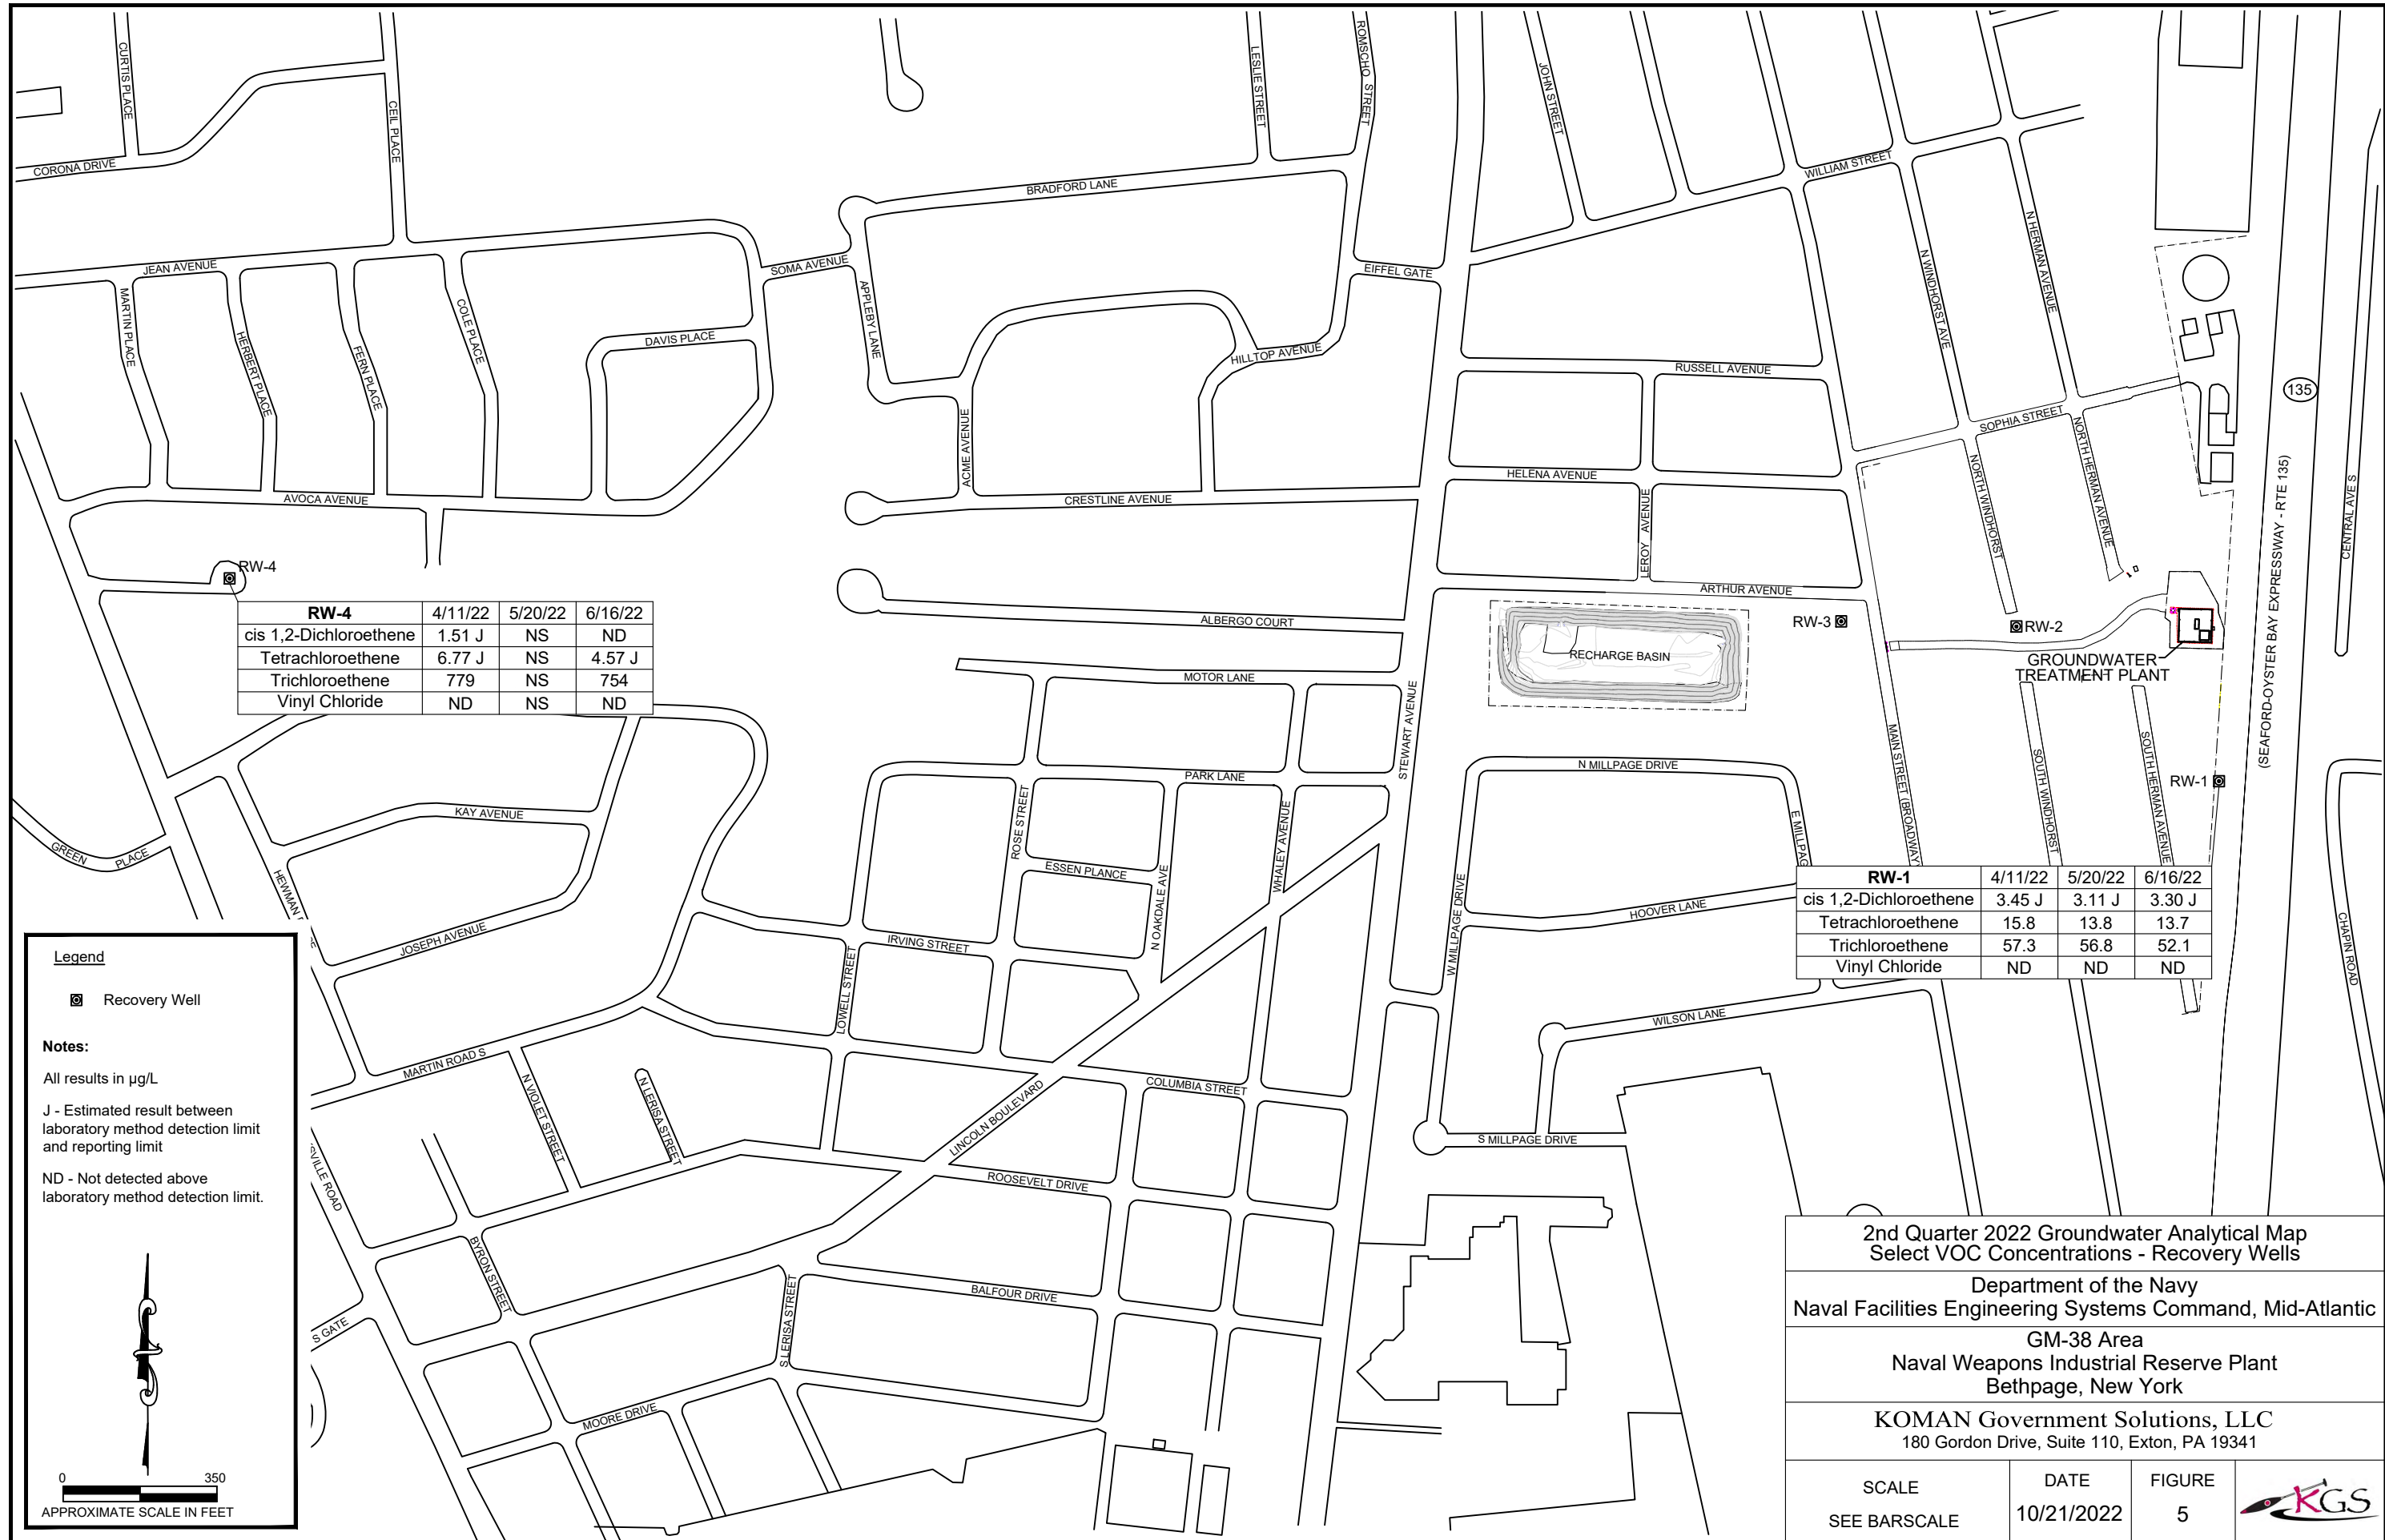 CURTIS PLACE
CORONA DRIVE
CEIL PLACE
LESLIE STREET
ROMSCHO STREET
JOHN STREET
BRADFORD LANE
WILLIAM STREET
N WINDHORST AVE
N HERMAN AVENUE
JEAN AVENUE
SOMA AVENUE
EIFFEL GATE
MARTIN PLACE
HERBERT PLACE
FERN PLACE
COLE PLACE
DAVIS PLACE
APPLEBY LANE
HILLTOP AVENUE
RUSSELL AVENUE
135
ACME AVENUE
SOPHIA STREET
NORTH WINDHORST
NORTH HERMAN AVENUE
AVOCA AVENUE
CRESTLINE AVENUE
HELENA AVENUE
LEROY AVENUE
(SEAFORD-OYSTER BAY EXPRESSWAY - RTE 135)
CENTRAL AVE S
RW-4
RW-4 4/11/22 5/20/22 6/16/22
cis 1,2-Dichloroethene 1.51 J NS ND
Tetrachloroethene 6.77 J NS 4.57 J
Trichloroethene 779 NS 754
Vinyl Chloride ND NS ND
ARTHUR AVENUE
ALBERGO COURT
RW-3
RW-2
RECHARGE BASIN
GROUNDWATER
TREATMENT PLANT
MOTOR LANE
STEWART AVENUE
MAIN STREET (BROADWAY
SOUTH WINDHORST
SOUTH HERMAN AVENUE
N MILLPAGE DRIVE
PARK LANE
RW-1
KAY AVENUE
GREEN PLACE
ROSE STREET
ESSEN PLANCE
WHALEY AVENUE
N OAKDALE AVE
E MILLPAG
HEWMAN
W MILLPAGE DRIVE
HOOVER LANE
RW-1 4/11/22 5/20/22 6/16/22
cis 1,2-Dichloroethene 3.45 J 3.11 J 3.30 J
Tetrachloroethene 15.8 13.8 13.7
Trichloroethene 57.3 56.8 52.1
Vinyl Chloride ND ND ND
CHAPIN ROAD
JOSEPH AVENUE
IRVING STREET
LOWELL STREET
WILSON LANE
MARTIN ROAD S
N VIOLET STREET
N LERISA STREET
COLUMBIA STREET
LINCOLN BOULEVARD
S MILLPAGE DRIVE
ROOSEVELT DRIVE
SVILLE ROAD
BYRON STREET
BALFOUR DRIVE
S LERISA STREET
S GATE
MOORE DRIVE
Legend
Recovery Well
Notes:
All results in µg/L
J - Estimated result between
laboratory method detection limit
and reporting limit
ND - Not detected above
laboratory method detection limit.
0 350
APPROXIMATE SCALE IN FEET
2nd Quarter 2022 Groundwater Analytical Map
Select VOC Concentrations - Recovery Wells
Department of the Navy
Naval Facilities Engineering Systems Command, Mid-Atlantic
GM-38 Area
Naval Weapons Industrial Reserve Plant
Bethpage, New York
KOMAN Government Solutions, LLC
180 Gordon Drive, Suite 110, Exton, PA 19341
SCALE
SEE BARSCALE
DATE
10/21/2022
FIGURE
5
KGS